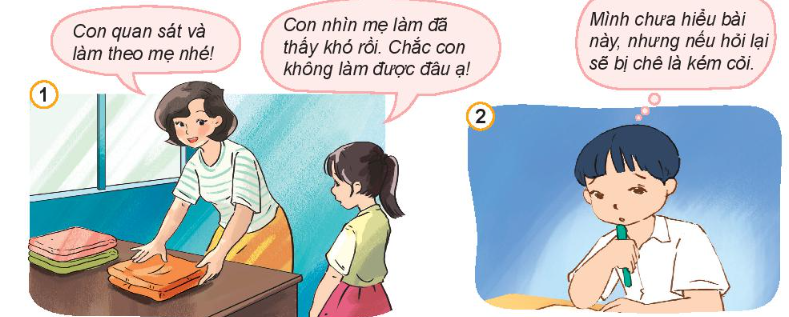 Con quan sát và
làm theo mẹ nhé!
Con nhìn mẹ làm đã
thấy khó rồi. Chắc con
không làm được đâu ạ!
Mình chưa hiểu bài
này, nhưng nếu hỏi lại
sẽ bị chê là kém cỏi.
1
2